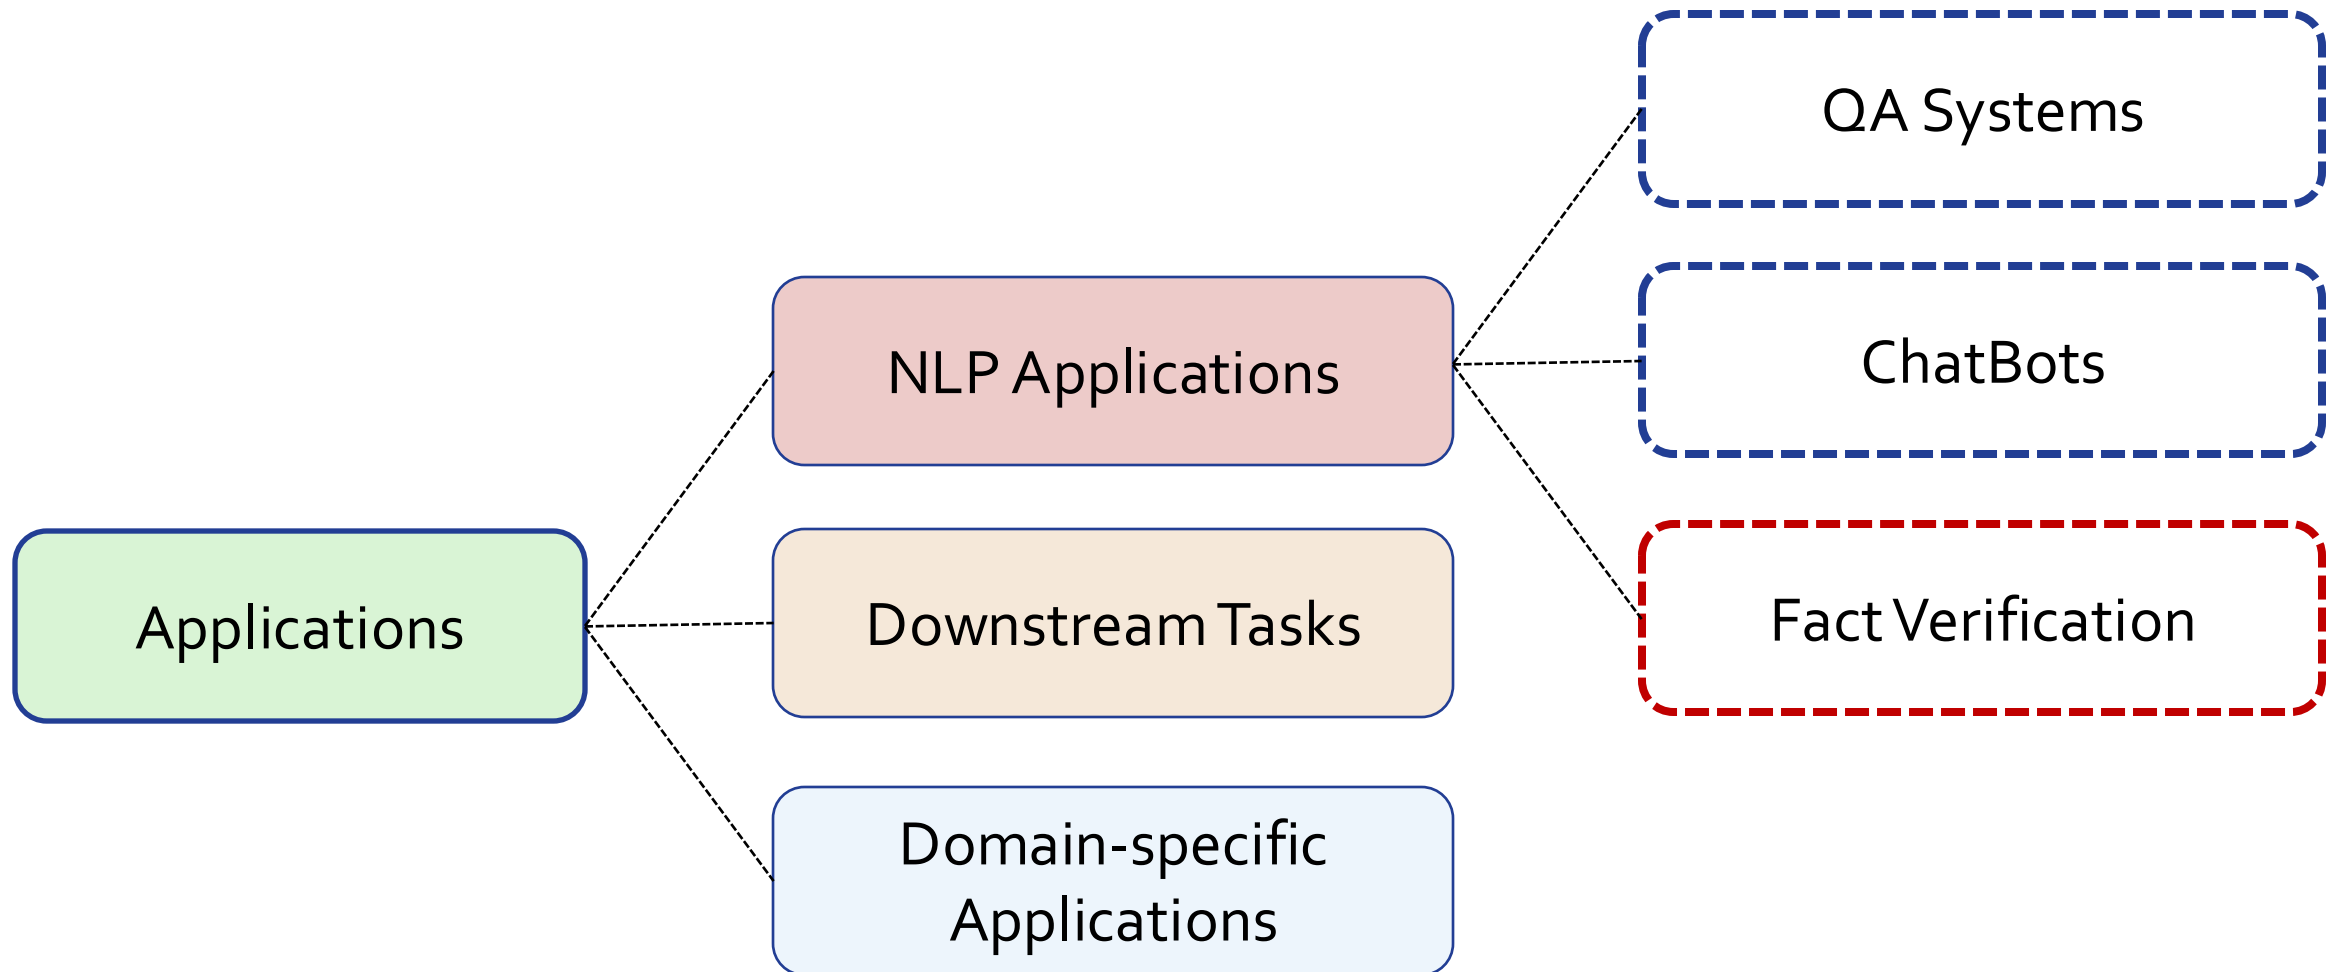 QA Systems
NLP Applications
ChatBots
Applications
Downstream Tasks
Fact Verification
Domain-specific
Applications